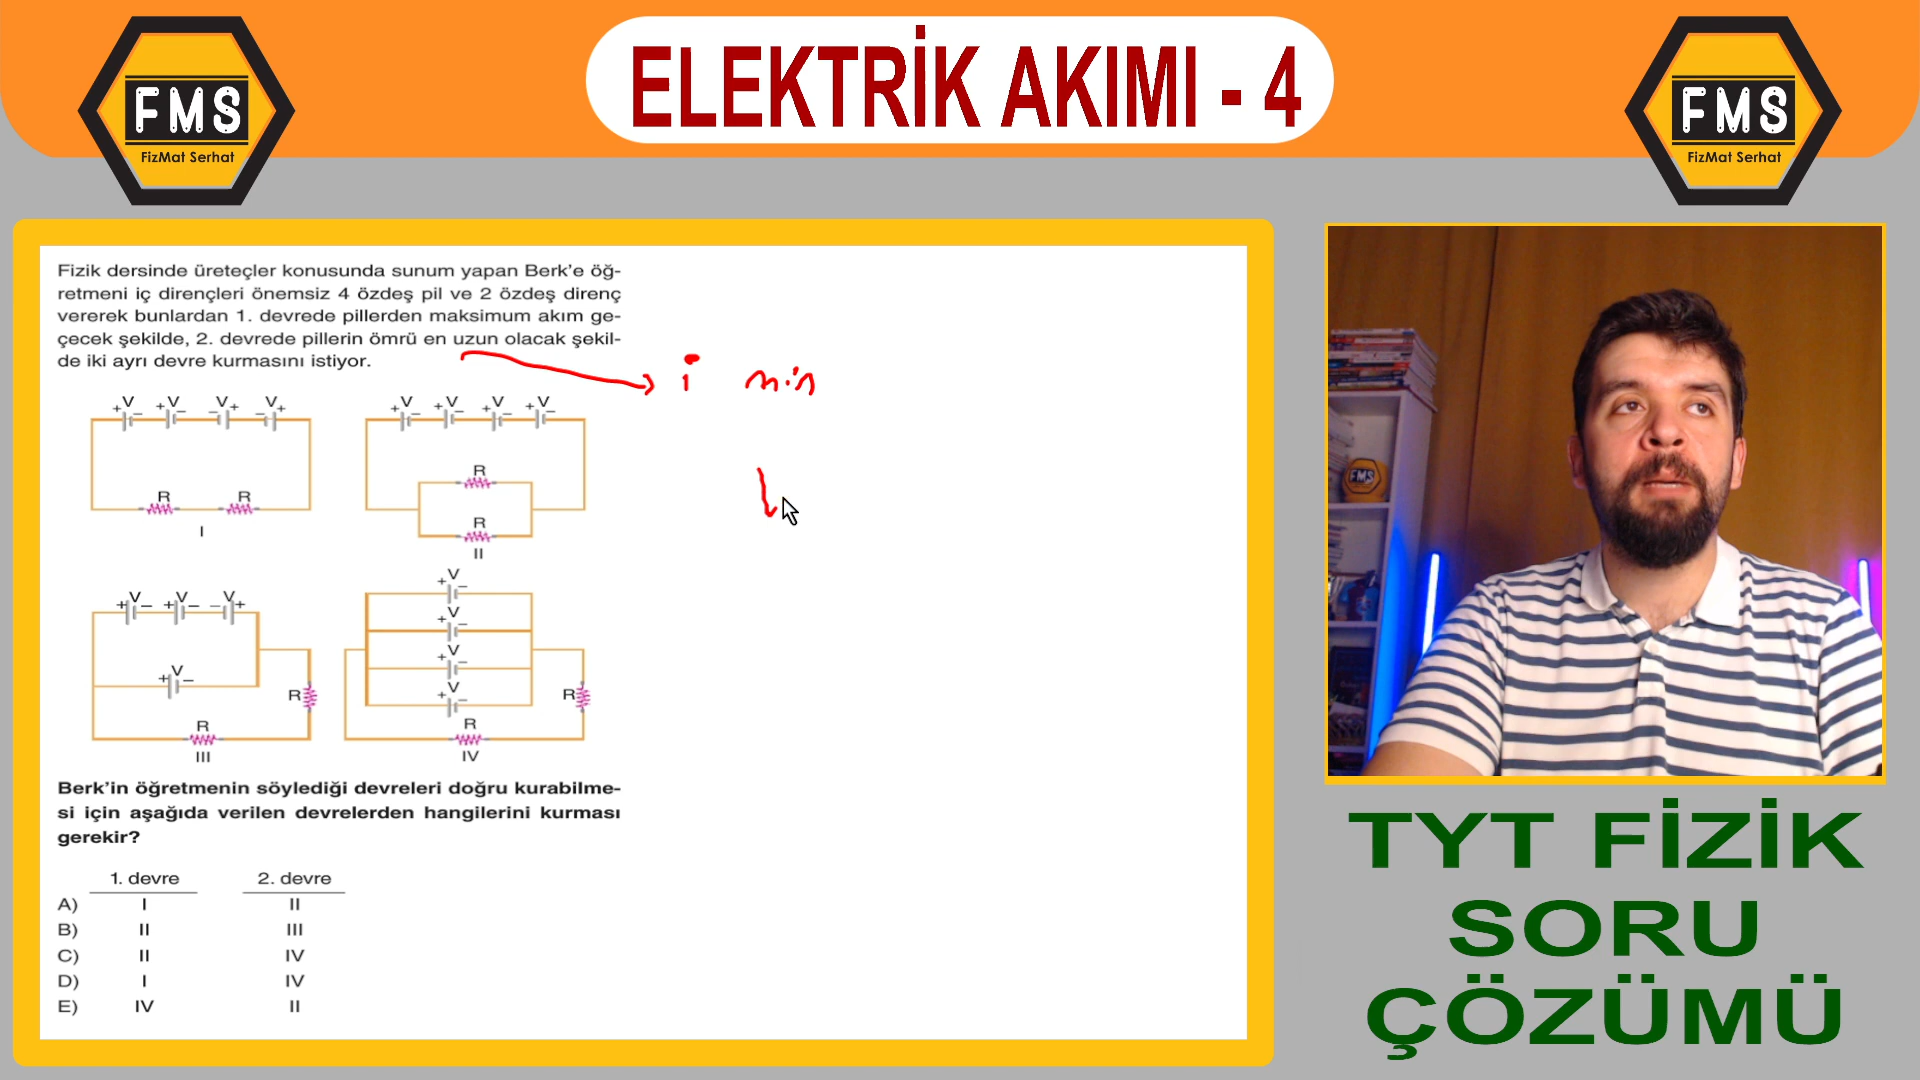 FMS
FizMat Serhat
ELEKTRİK AKIMI - 4
FMS
FizMat Serhat
Fizik dersinde üreteçler konusunda sunum yapan Berk'e öğ-
retmeni iç dirençleri önemsiz 4 özdeş pil ve 2 özdeş direnç
vererek bunlardan 1. devrede pillerden maksimum akım ge-
çecek şekilde, 2. devrede pillerin ömrü en uzun olacak şekil-
de iki ayrı devre kurmasını istiyor.
i min
+V- +V- -V+ -V+
R R
I
+V- +V- +V- +V-
R
R
II
+V- +V- -V+
+V-
R
R
III
+V-
+V-
+V-
+V-
R
R
IV
Berk'in öğretmenin söylediği devreleri doğru kurabilme-
si için aşağıda verilen devrelerden hangilerini kurması
gerekir?
1. devre 2. devre
A) I II
B) II III
C) II IV
D) I IV
E) IV II
FMS
TYT FİZİK
SORU
ÇÖZÜMÜ